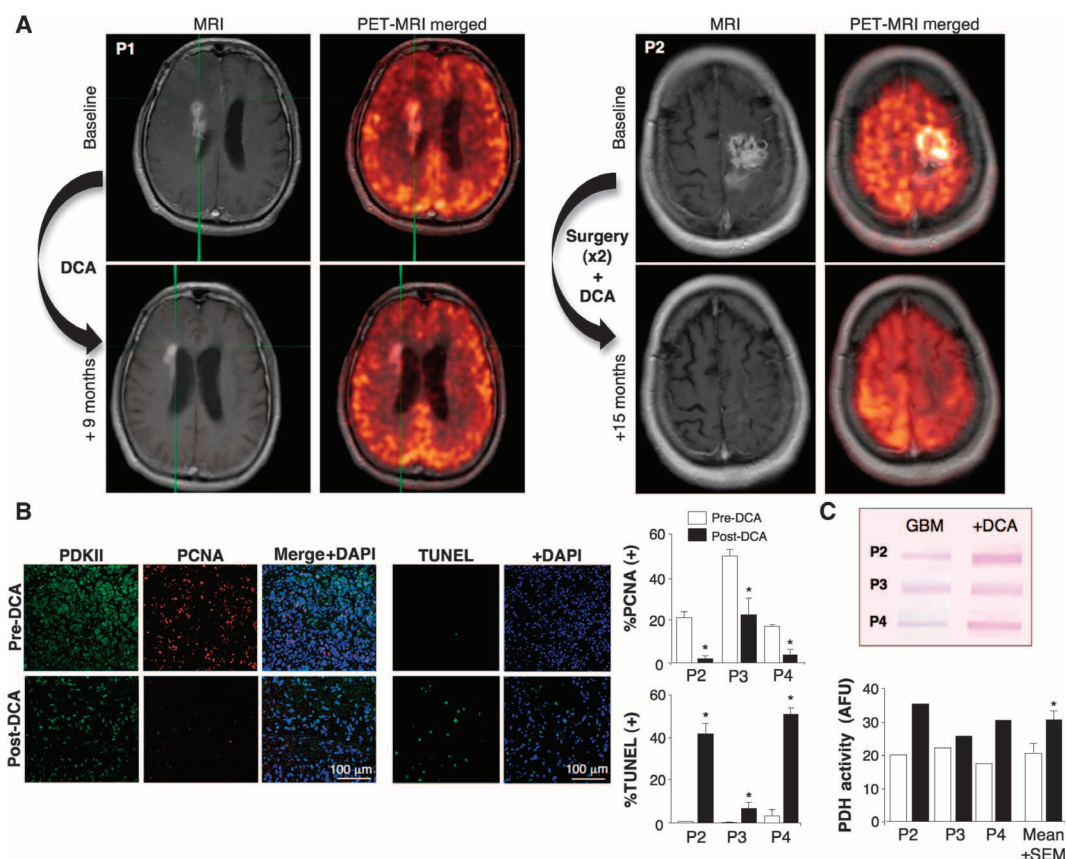 A
MRI
PET-MRI merged
MRI
PET-MRI merged
P1
P2
Baseline
Baseline
DCA
Surgery
(x2)
+
DCA
+ 9 months
+15 months
B
PDKII
PCNA
Merge+DAPI
TUNEL
+DAPI
Pre-DCA
Post-DCA
100 µm
100 µm
Pre-DCA
Post-DCA
%PCNA (+)
60
40
20
0
*
*
*
P2
P3
P4
%TUNEL (+)
60
40
20
0
*
*
*
P2
P3
P4
C
GBM
+DCA
P2
P3
P4
PDH activity (AFU)
40
30
20
10
0
*
P2
P3
P4
Mean
+SEM